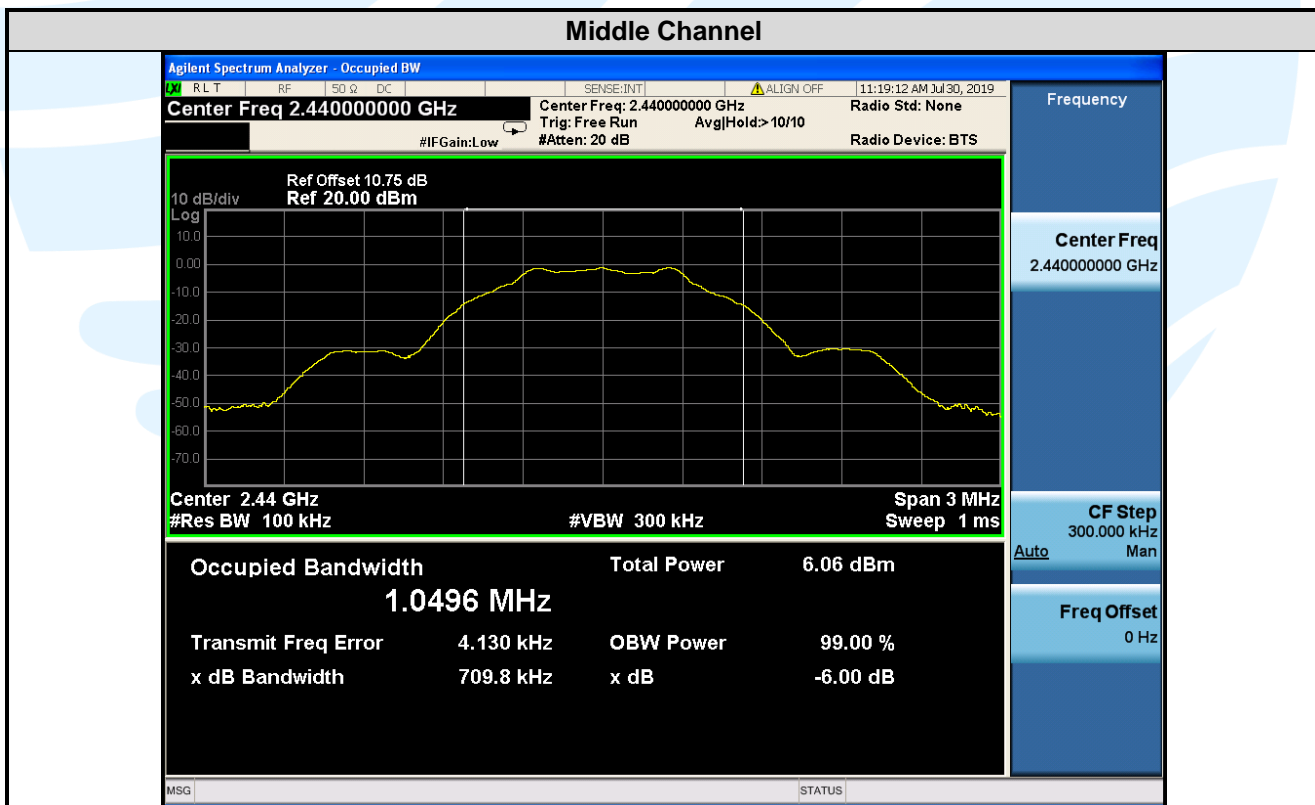 Middle Channel
Agilent Spectrum Analyzer - Occupied BW
LXI RLT RF 50 Ω DC SENSE:INT ALIGN OFF 11:19:12 AM Jul 30, 2019
Center Freq 2.440000000 GHz
#IFGain:Low
Center Freq: 2.440000000 GHz
Trig: Free Run Avg|Hold:>10/10
#Atten: 20 dB
Radio Std: None
Radio Device: BTS
Ref Offset 10.75 dB
10 dB/div Ref 20.00 dBm
Log
10.0
0.00
-10.0
-20.0
-30.0
-40.0
-50.0
-60.0
-70.0
Center 2.44 GHz Span 3 MHz
#Res BW 100 kHz #VBW 300 kHz Sweep 1 ms
Occupied Bandwidth Total Power 6.06 dBm
1.0496 MHz
Transmit Freq Error 4.130 kHz OBW Power 99.00 %
x dB Bandwidth 709.8 kHz x dB -6.00 dB
MSG STATUS
Frequency
Center Freq
2.440000000 GHz
CF Step
300.000 kHz
Auto Man
Freq Offset
0 Hz